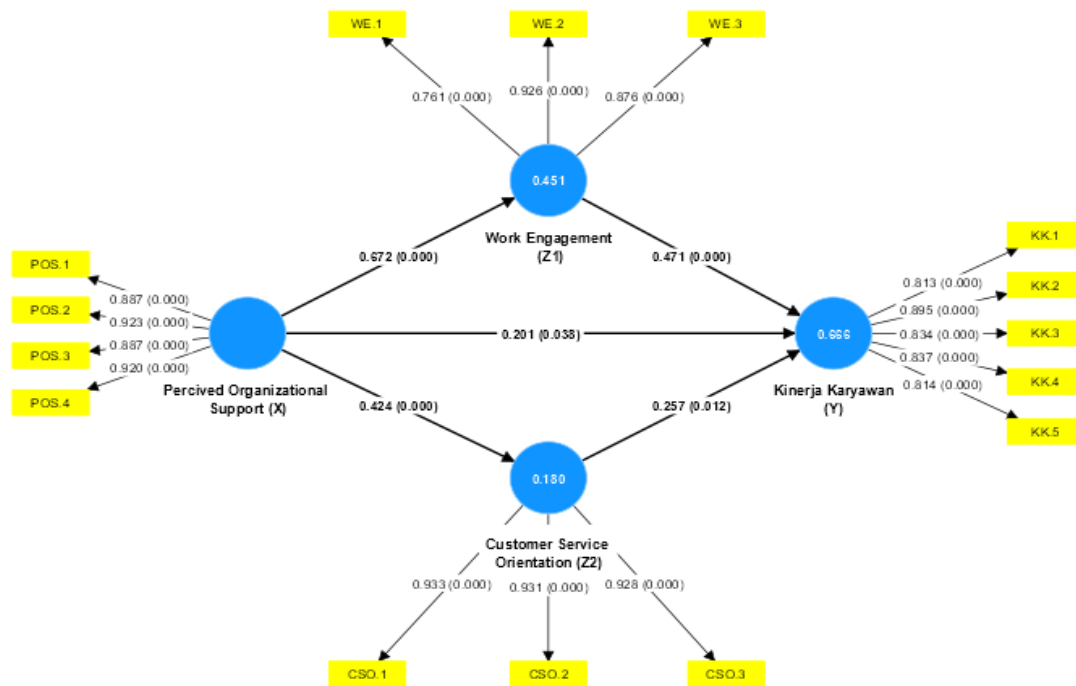 WE.1
WE.2
WE.3
0.761 (0.000)
0.926 (0.000)
0.876 (0.000)
0.451
Work Engagement
(Z1)
0.672 (0.000)
0.471 (0.000)
POS.1
POS.2
POS.3
POS.4
0.887 (0.000)
0.923 (0.000)
0.887 (0.000)
0.920 (0.000)
Percived Organizational
Support (X)
0.201 (0.038)
0.666
Kinerja Karyawan
(Y)
0.813 (0.000)
0.895 (0.000)
0.834 (0.000)
0.837 (0.000)
0.814 (0.000)
KK.1
KK.2
KK.3
KK.4
KK.5
0.424 (0.000)
0.257 (0.012)
0.180
Customer Service
Orientation (Z2)
0.933 (0.000)
0.931 (0.000)
0.928 (0.000)
CSO.1
CSO.2
CSO.3